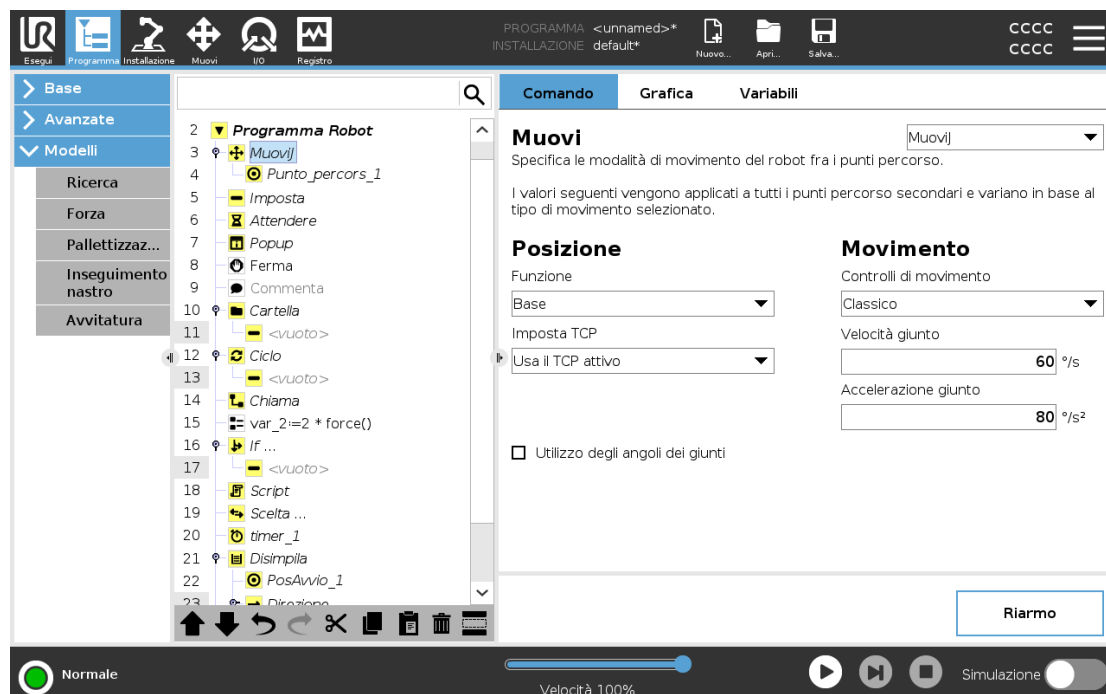 PROGRAMMA <unnamed>*
INSTALLAZIONE default*
Esegui
Programma
Installazione
Muovi
I/O
Registro
Nuovo...
Apri...
Salva...
CCCC
CCCC
Base
Avanzate
Modelli
Ricerca
Forza
Pallettizzaz...
Inseguimento
nastro
Avvitatura
2 Programma Robot
3 MuoviJ
4 Punto_percors_1
5 Imposta
6 Attendere
7 Popup
8 Ferma
9 Commenta
10 Cartella
11 <vuoto>
12 Ciclo
13 <vuoto>
14 Chiama
15 var_2:=2 * force()
16 If ...
17 <vuoto>
18 Script
19 Scelta ...
20 timer_1
21 Disimpila
22 PosAvvio_1
23 Direzione
Comando
Grafica
Variabili
Muovi
MuoviJ
Specifica le modalità di movimento del robot fra i punti percorso.
I valori seguenti vengono applicati a tutti i punti percorso secondari e variano in base al
tipo di movimento selezionato.
Posizione
Funzione
Base
Imposta TCP
Usa il TCP attivo
Utilizzo degli angoli dei giunti
Movimento
Controlli di movimento
Classico
Velocità giunto
60 °/s
Accelerazione giunto
80 °/s²
Riarmo
Normale
Velocità 100%
Simulazione